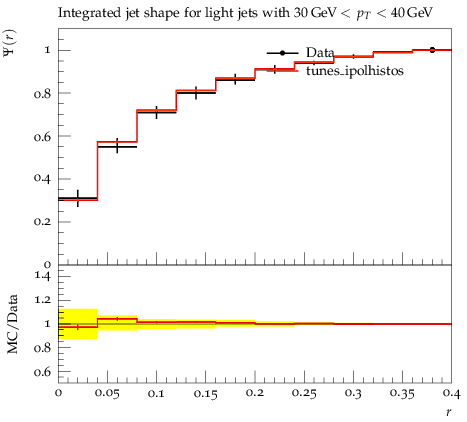 Integrated jet shape for light jets with 30 GeV < p_T < 40 GeV
Ψ(r)
Data
tunes_ipolhistos
1
0.8
0.6
0.4
0.2
0
MC/Data
1.4
1.2
1
0.8
0.6
0 0.05 0.1 0.15 0.2 0.25 0.3 0.35 0.4
r